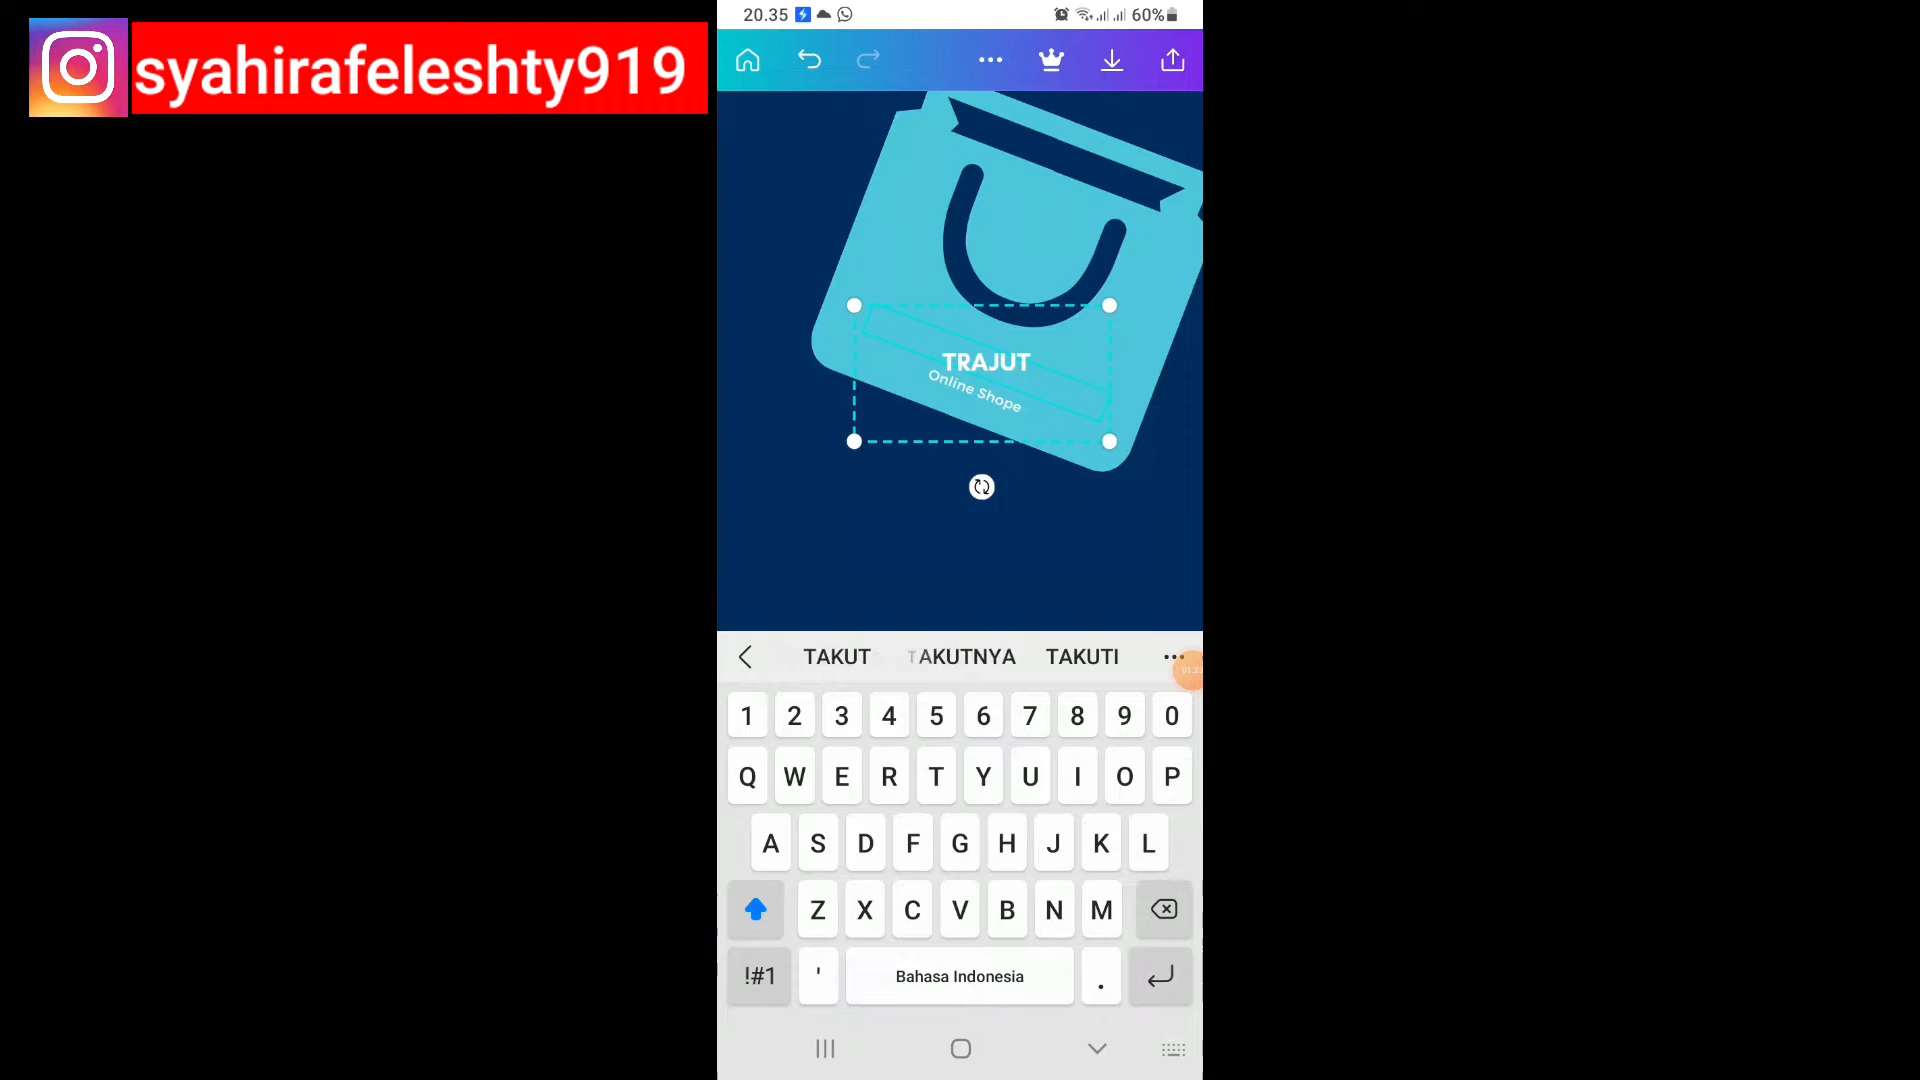 syahirafeleshty919
20.35
60%
TRAJUT
Online Shope
TAKUT TAKUTNYA TAKUTI
1 2 3 4 5 6 7 8 9 0
Q W E R T Y U I O P
A S D F G H J K L
Z X C V B N M
!#1 ' Bahasa Indonesia .